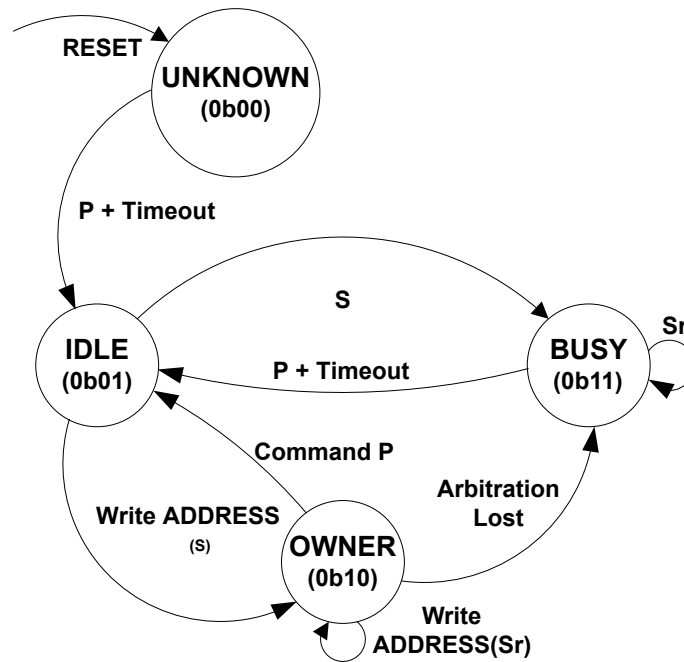 RESET
UNKNOWN
(0b00)
P + Timeout
S
IDLE
(0b01)
BUSY
(0b11)
Sr
P + Timeout
Command P
Write ADDRESS
(S)
Arbitration
Lost
OWNER
(0b10)
Write
ADDRESS(Sr)